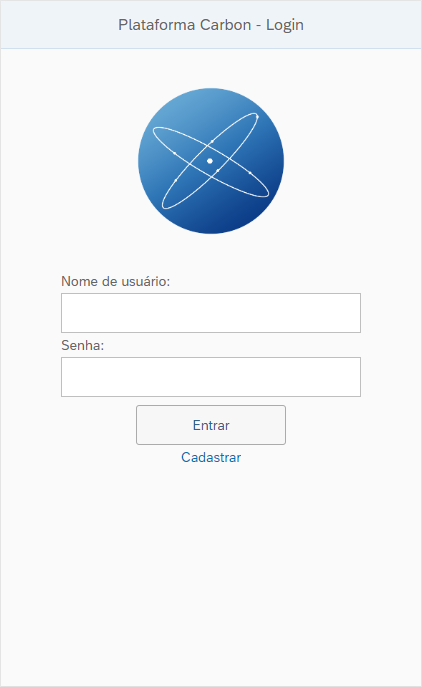 Plataforma Carbon - Login
Nome de usuário:
Senha:
Entrar
Cadastrar